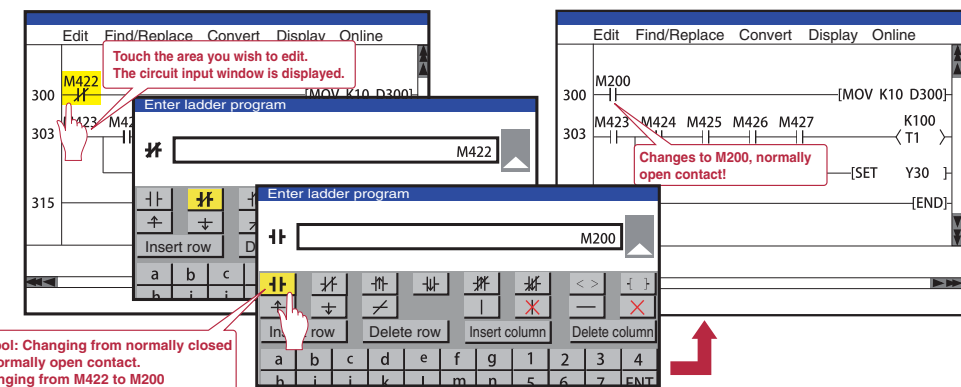 Edit Find/Replace Convert Display Online
Touch the area you wish to edit.
The circuit input window is displayed.
M422
300
[MOV K10 D300]
M423 M42
303
315
Enter ladder program
M422
Insert row D
a b c
h i j
Enter ladder program
M200
< > { }
Ins row Delete row Insert column Delete column
a b c d e f g 1 2 3 4
h i j k l m n 5 6 7 ENT
ol: Changing from normally closed
ormally open contact.
nging from M422 to M200
Edit Find/Replace Convert Display Online
M200
300 [MOV K10 D300]
M423 M424 M425 M426 M427 K100
303 T1
Changes to M200, normally
open contact!
[SET Y30 ]
[END]